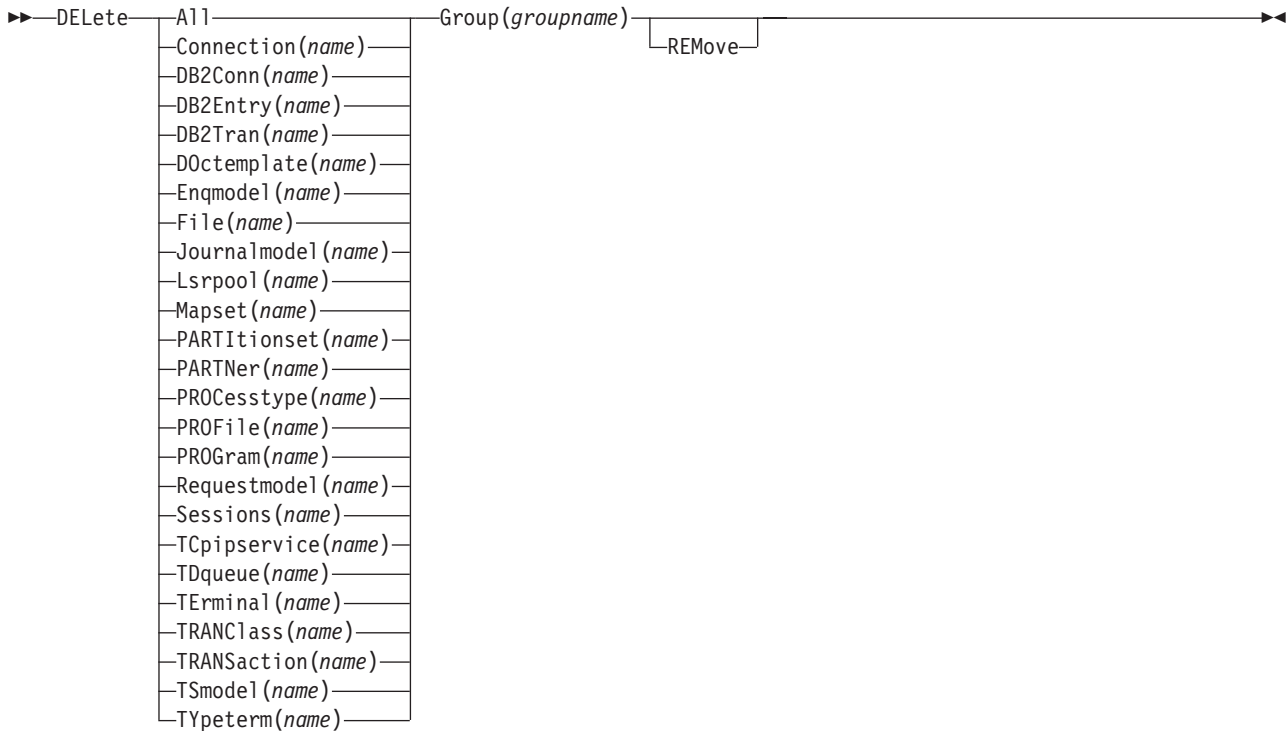 DELete All Group(groupname)
Connection(name) REMove
DB2Conn(name)
DB2Entry(name)
DB2Tran(name)
DOctemplate(name)
Enqmodel(name)
File(name)
Journalmodel(name)
Lsrpool(name)
Mapset(name)
PARTItionset(name)
PARTNer(name)
PROCesstype(name)
PROFile(name)
PROGram(name)
Requestmodel(name)
Sessions(name)
TCpipservice(name)
TDqueue(name)
TErminal(name)
TRANClass(name)
TRANSaction(name)
TSmodel(name)
TYpeterm(name)